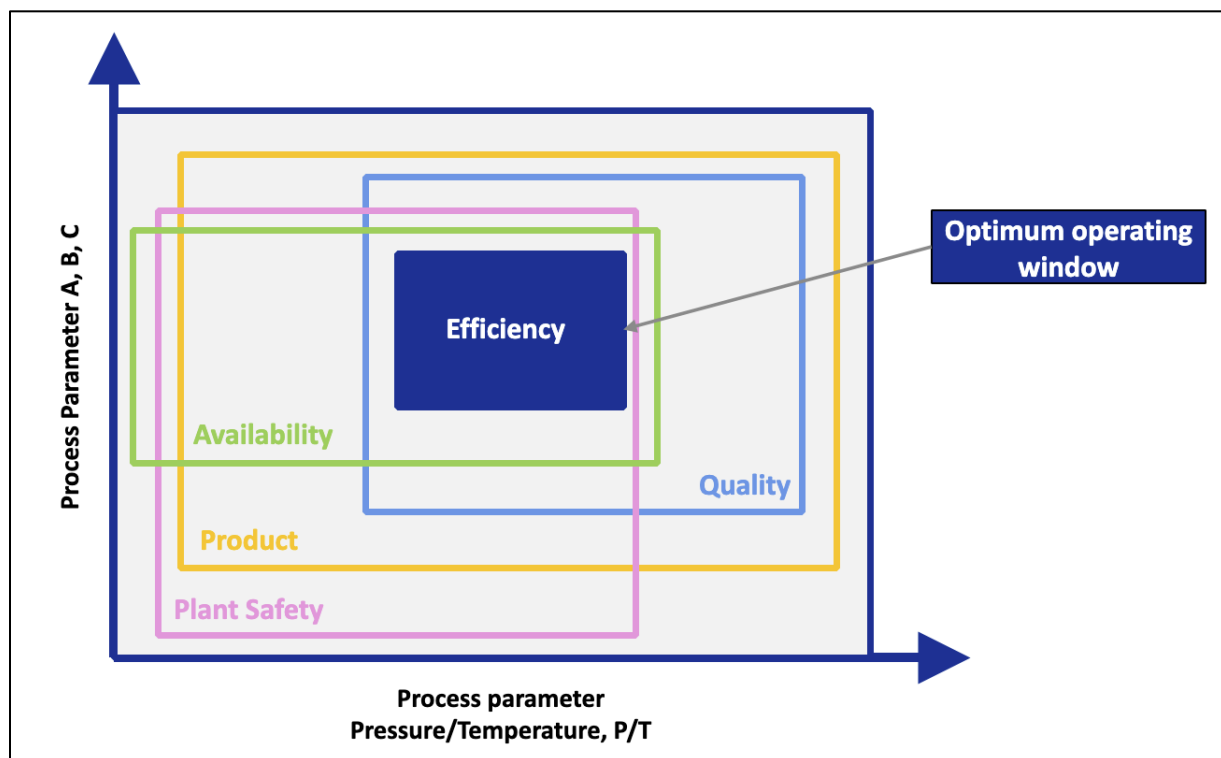 Process Parameter A, B, C
Optimum operating
window
Efficiency
Availability
Quality
Product
Plant Safety
Process parameter
Pressure/Temperature, P/T